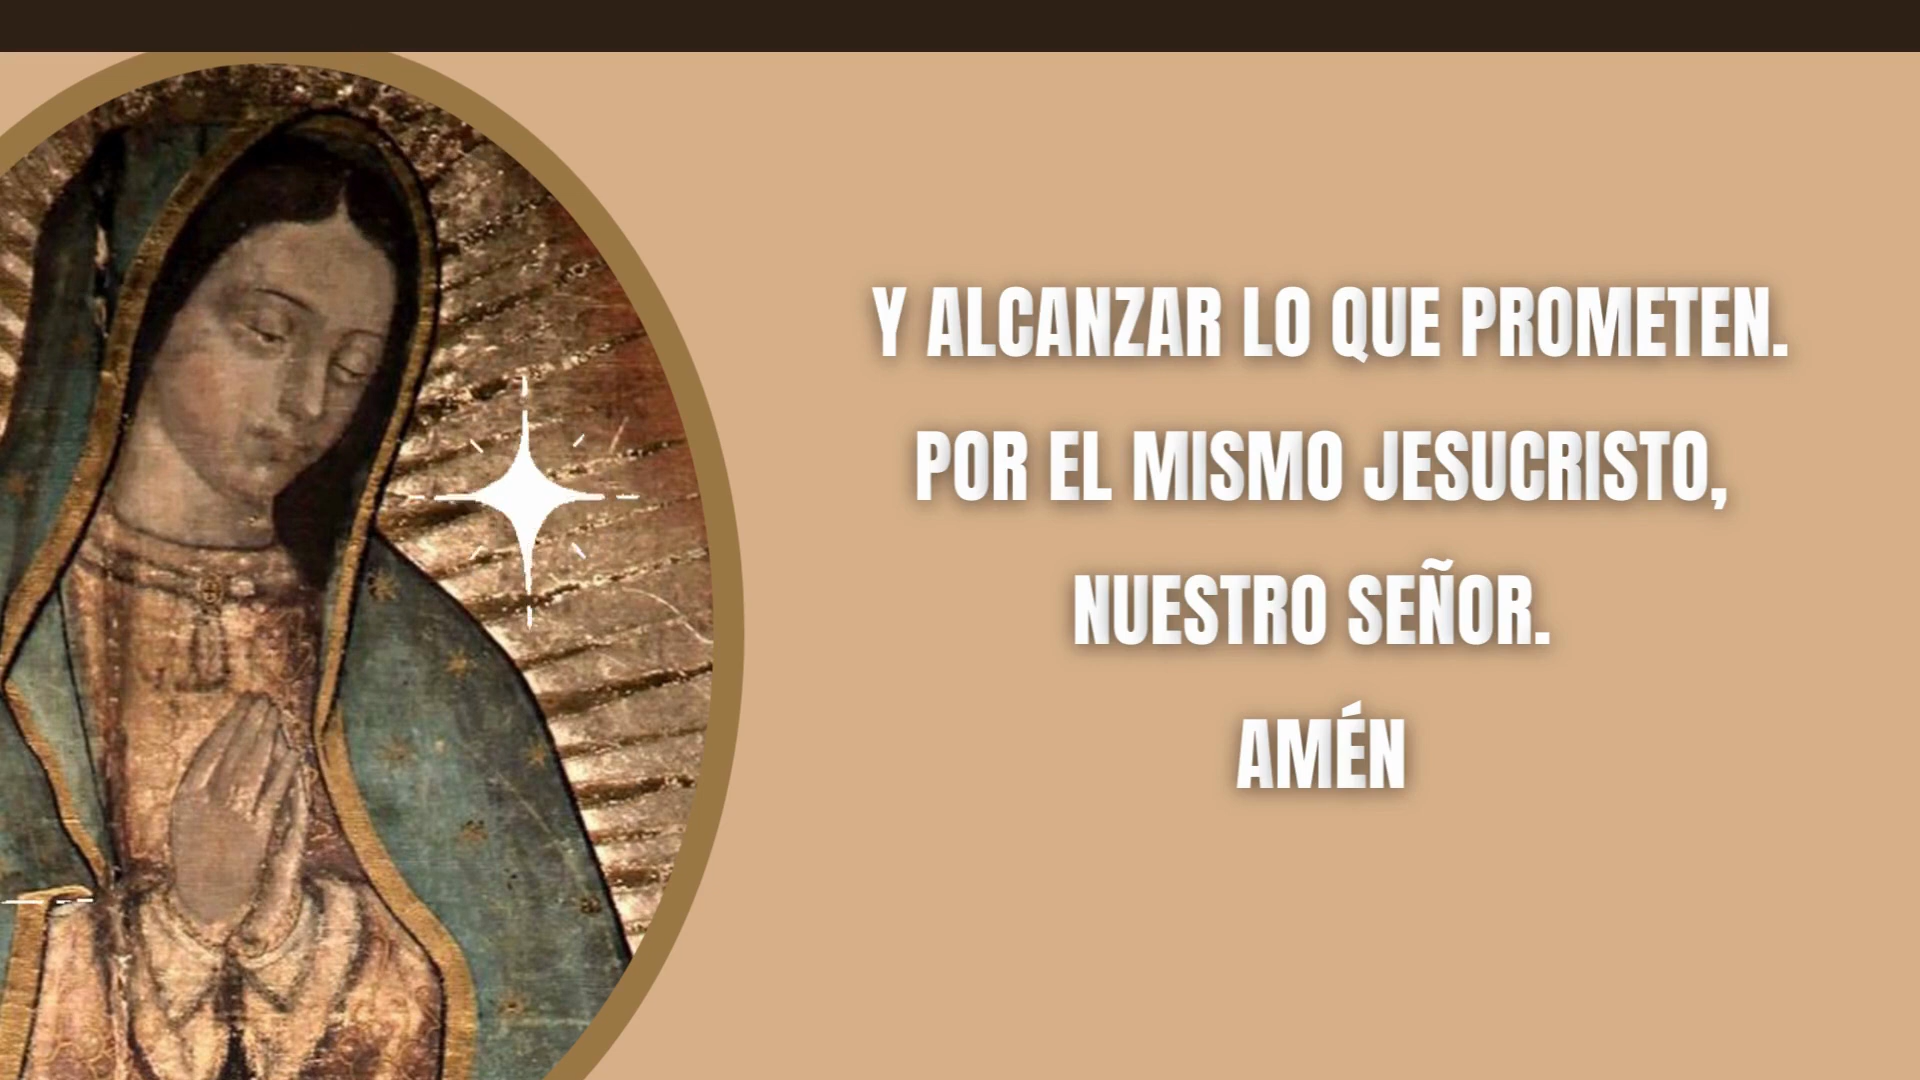 Y ALCANZAR LO QUE PROMETEN.
POR EL MISMO JESUCRISTO,
NUESTRO SEÑOR.
AMÉN